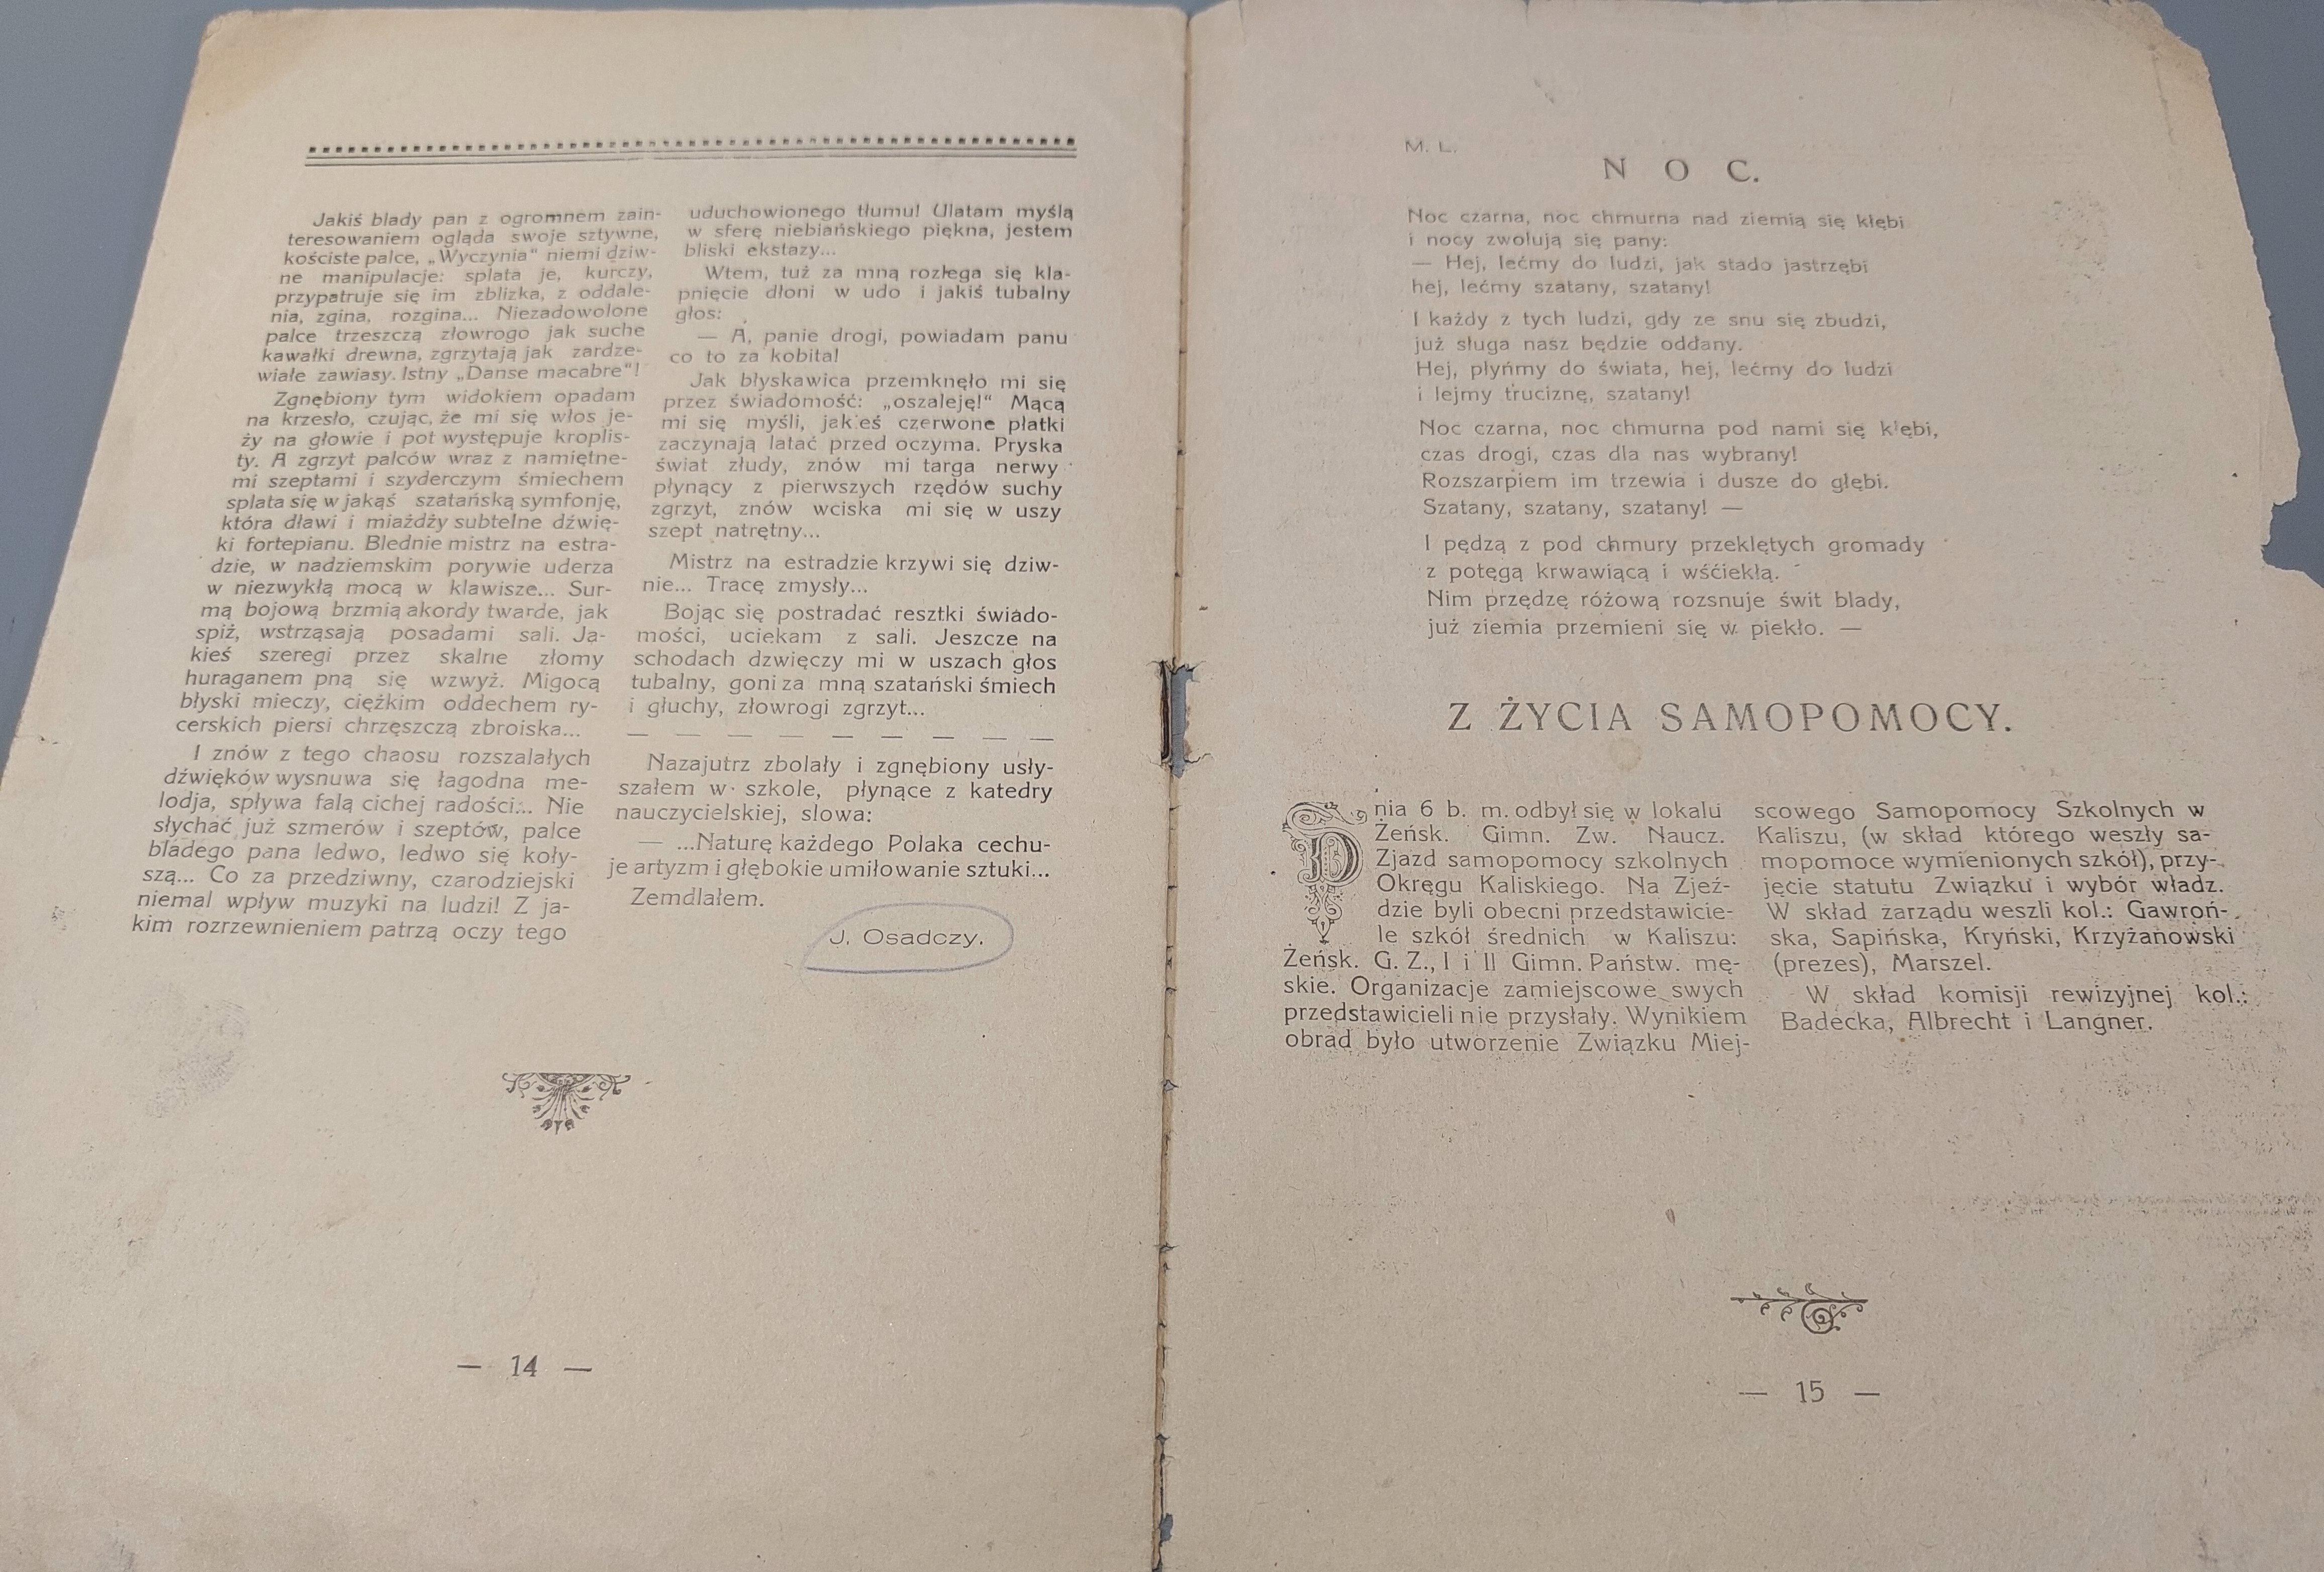 Jakiś blady pan z ogromnem zain-
teresowaniem ogląda swoje sztywne,
kościste palce, „Wyczynia" niemi dziw-
ne manipulacje: splata je, kurczy,
przypatruje się im zblizka, z oddale-
nia, zgina, rozgina... Niezadowolone
palce trzeszczą złowrogo jak suche
kawałki drewna, zgrzytają jak zardze-
wiałe zawiasy. Istny „Danse macabre"!
Zgnębiony tym widokiem opadam
na krzesło, czując, że mi się włos je-
ży na głowie i pot występuje kroplis-
ty. A zgrzyt palców wraz z namiętne-
mi szeptami i szyderczym śmiechem
splata się w jakąś szatańską symfonję,
która dławi i miażdży subtelne dźwię-
ki fortepianu. Blednie mistrz na estra-
dzie, w nadziemskim porywie uderza
w niezwykłą mocą w klawisze... Sur-
mą bojową brzmią akordy twarde, jak
spiż, wstrząsają posadami sali. Ja-
kieś szeregi przez skalne złomy
huraganem pną się wzwyż. Migocą
błyski mieczy, ciężkim oddechem ry-
cerskich piersi chrzęszczą zbroiska...
I znów z tego chaosu rozszalałych
dźwięków wysnuwa się łagodna me-
lodja, spływa falą cichej radości... Nie
słychać już szmerów i szeptów, palce
bladego pana ledwo, ledwo się koły-
szą... Co za przedziwny, czarodziejski
niemal wpływ muzyki na ludzi! Z ja-
kim rozrzewnieniem patrzą oczy tego
uduchowionego tłumu! Ulatam myślą
w sferę niebiańskiego piękna, jestem
bliski ekstazy...
Wtem, tuż za mną rozlega się kla-
pnięcie dłoni w udo i jakiś tubalny
głos:
— A, panie drogi, powiadam panu
co to za kobita!
Jak błyskawica przemknęło mi się
przez świadomość: „oszaleję!" Mącą
mi się myśli, jakieś czerwone płatki
zaczynają latać przed oczyma. Pryska
świat złudy, znów mi targa nerwy
płynący z pierwszych rzędów suchy
zgrzyt, znów wciska mi się w uszy
szept natrętny...
Mistrz na estradzie krzywi się dziw-
nie... Tracę zmysły...
Bojąc się postradać resztki świado-
mości, uciekam z sali. Jeszcze na
schodach dzwięczy mi w uszach głos
tubalny, goni za mną szatański śmiech
i głuchy, złowrogi zgrzyt...
— — — — — — — — —
Nazajutrz zbolały i zgnębiony usły-
szałem w szkole, płynące z katedry
nauczycielskiej, slowa:
— ...Naturę każdego Polaka cechu-
je artyzm i głębokie umiłowanie sztuki...
Zemdlałem.
J. Osadczy.
— 14 —
M. L.
NOC.
Noc czarna, noc chmurna nad ziemią się kłębi
i nocy zwołują się pany:
— Hej, lećmy do ludzi, jak stado jastrzębi
hej, lećmy szatany, szatany!
I każdy z tych ludzi, gdy ze snu się zbudzi,
już sługa nasz będzie oddany.
Hej, płyńmy do świata, hej, lećmy do ludzi
i lejmy truciznę, szatany!
Noc czarna, noc chmurna pod nami się kłębi,
czas drogi, czas dla nas wybrany!
Rozszarpiem im trzewia i dusze do głębi.
Szatany, szatany, szatany! —
I pędzą z pod chmury przeklętych gromady
z potęgą krwawiącą i wśćiekłą.
Nim przędzę różową rozsnuje świt blady,
już ziemia przemieni się w piekło. —
Z ŻYCIA SAMOPOMOCY.
Dnia 6 b. m. odbył się w lokalu
Żeńsk. Gimn. Zw. Naucz.
Zjazd samopomocy szkolnych
Okręgu Kaliskiego. Na Zjeź-
dzie byli obecni przedstawicie-
le szkół średnich w Kaliszu:
Żeńsk. G. Z., I i II Gimn. Państw. mę-
skie. Organizacje zamiejscowe swych
przedstawicieli nie przysłały. Wynikiem
obrad było utworzenie Związku Miej-
scowego Samopomocy Szkolnych w
Kaliszu, (w skład którego weszły sa-
mopomoce wymienionych szkół), przy-
jęcie statutu Związku i wybór władz.
W skład zarządu weszli kol.: Gawroń-
ska, Sapińska, Kryński, Krzyżanowski
(prezes), Marszel.
W skład komisji rewizyjnej kol.:
Badecka, Albrecht i Langner.
— 15 —